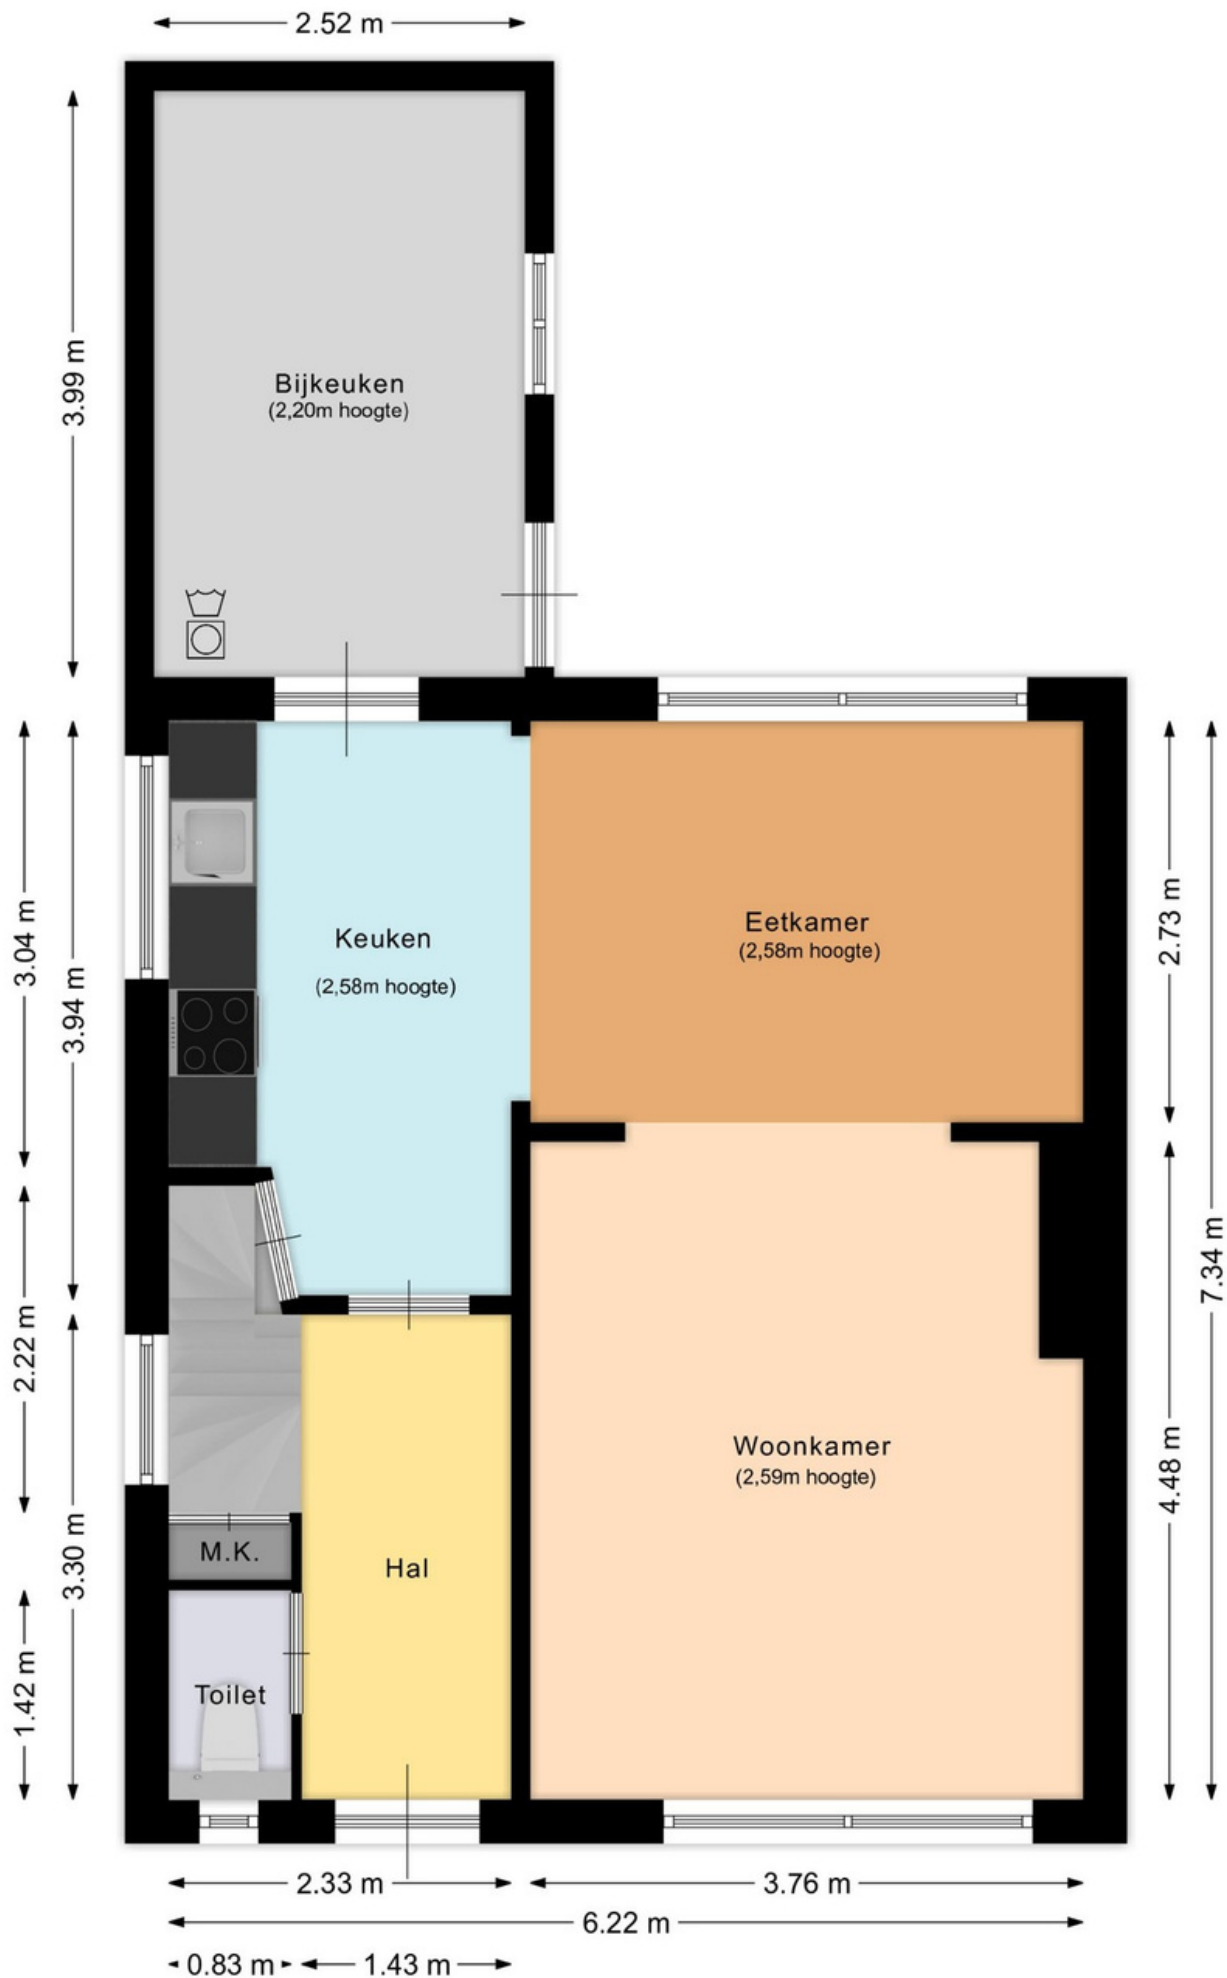 2.52 m
3.99 m
Bijkeuken
(2,20m hoogte)
3.04 m
3.94 m
Keuken
(2,58m hoogte)
Eetkamer
(2,58m hoogte)
2.73 m
7.34 m
2.22 m
3.30 m
Woonkamer
(2,59m hoogte)
4.48 m
M.K.
Hal
1.42 m
Toilet
2.33 m
3.76 m
6.22 m
0.83 m
1.43 m